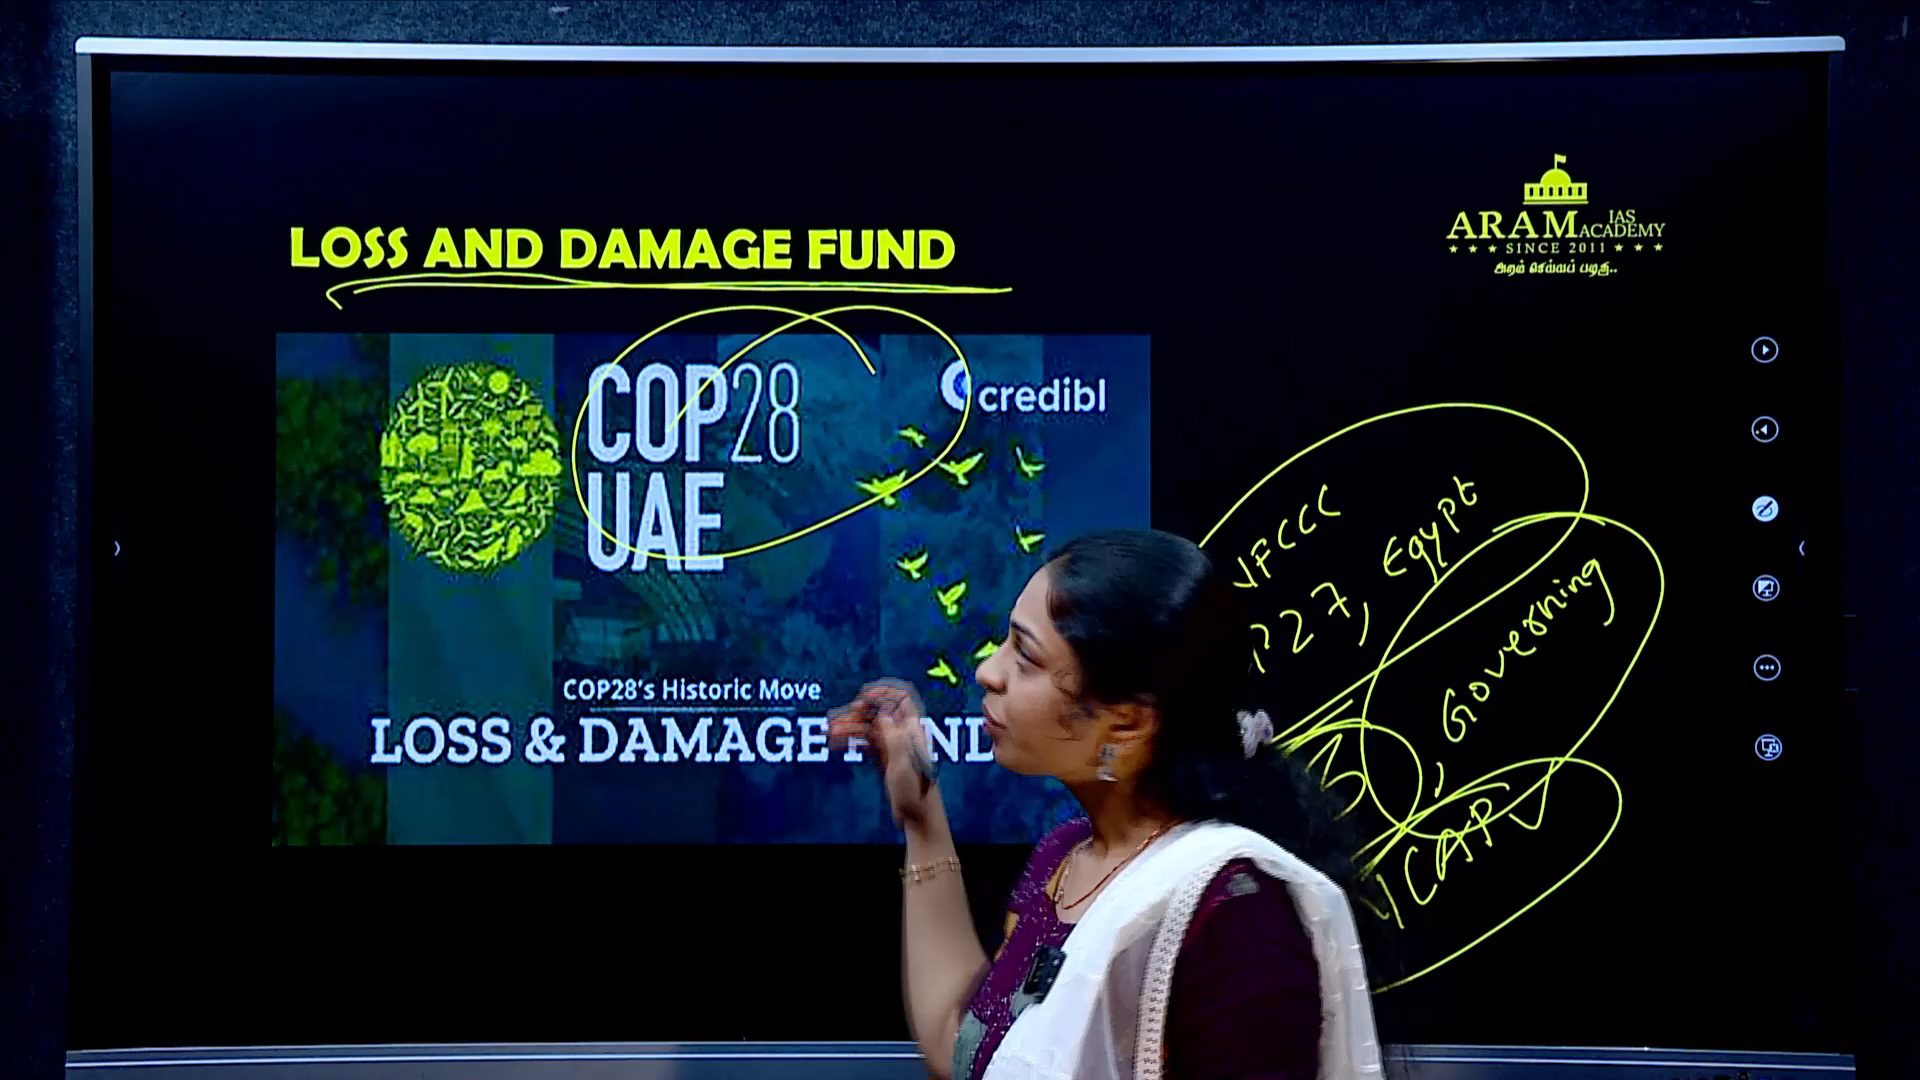 LOSS AND DAMAGE FUND
ARAM IAS ACADEMY
SINCE 2011
அறம் செய்யப் படித்து..
COP28
UAE
credibl
COP28's Historic Move
LOSS & DAMAGE
FCCC
27, Egypt
Governing